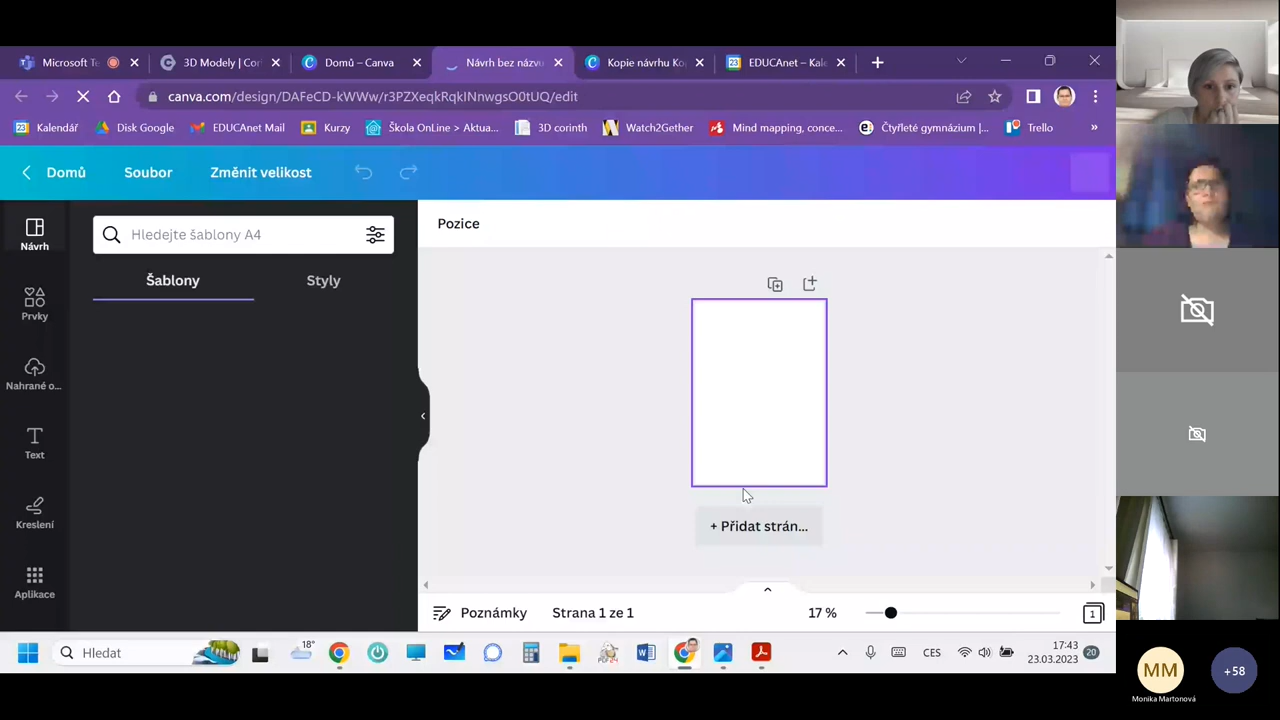 Microsoft Te
3D Modely | Cori
Domů – Canva
Návrh bez názvu
Kopie návrhu Ko
EDUCAnet – Kale
canva.com/design/DAFeCD-kWWw/r3PZXeqkRqkINnwgsO0tUQ/edit
Kalendář
Disk Google
EDUCAnet Mail
Kurzy
Škola OnLine > Aktua...
3D corinth
Watch2Gether
Mind mapping, conce...
Čtyřleté gymnázium |...
Trello
Domů
Soubor
Změnit velikost
Návrh
Hledejte šablony A4
Pozice
Šablony
Styly
Prvky
Nahrané o...
Text
Kreslení
Aplikace
+ Přidat strán...
Poznámky
Strana 1 ze 1
17 %
1
Hledat
18°
CES
17:43
23.03.2023
20
MM
Monika Martonová
+58